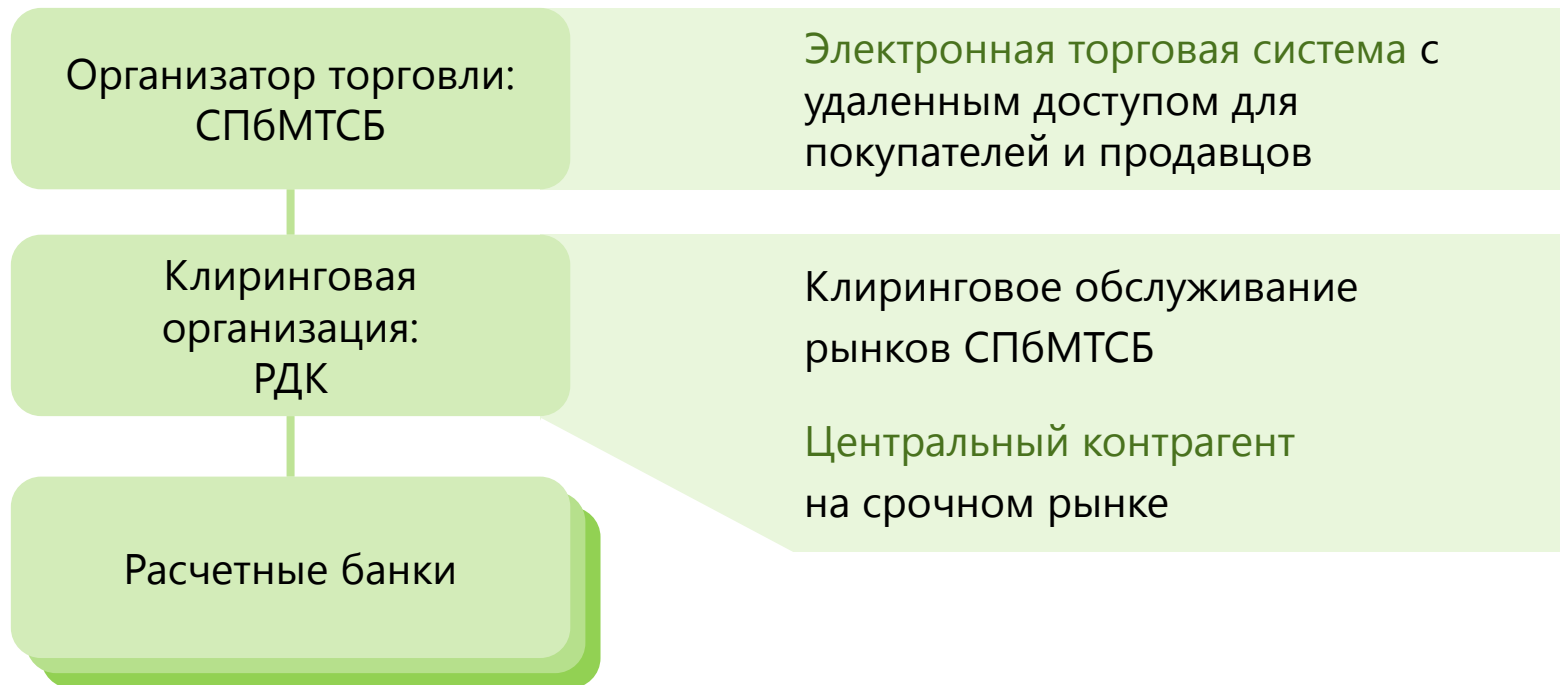 Организатор торговли:
СПбМТСБ
Электронная торговая система с
удаленным доступом для
покупателей и продавцов
Клиринговая
организация:
РДК
Клиринговое обслуживание
рынков СПбМТСБ
Центральный контрагент
на срочном рынке
Расчетные банки